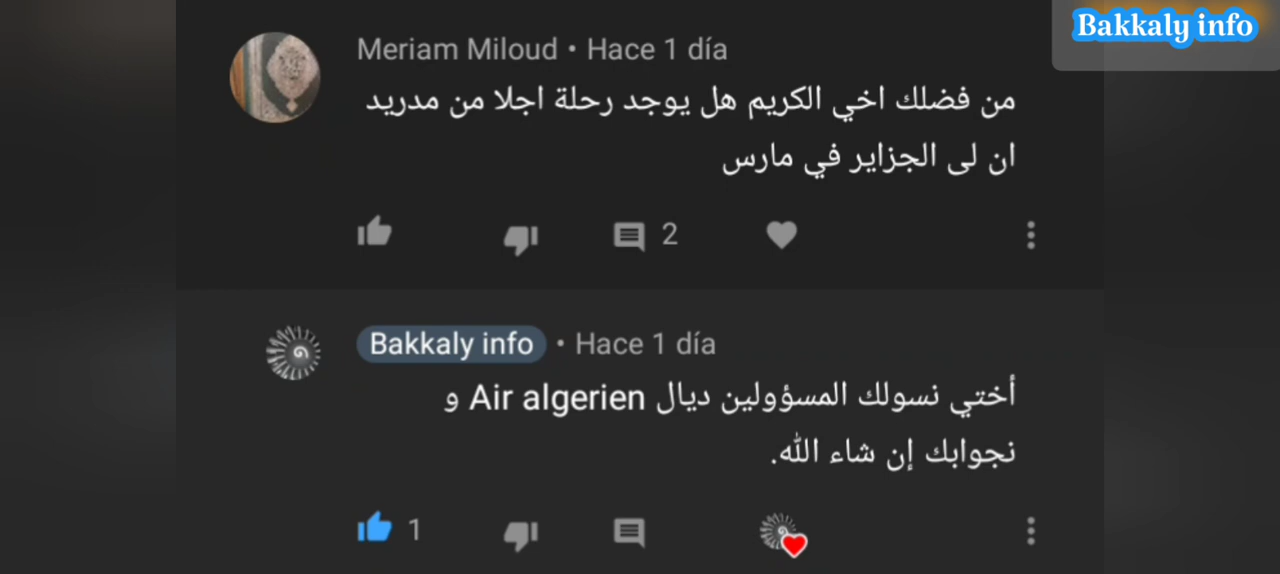 Bakkaly info
Meriam Miloud • Hace 1 día
من فضلك اخي الكريم هل يوجد رحلة اجلا من مدريد
ان لى الجزاير في مارس
2
Bakkaly info • Hace 1 día
أختي نسولك المسؤولين ديال Air algerien و
نجوابك إن شاء الله.
1